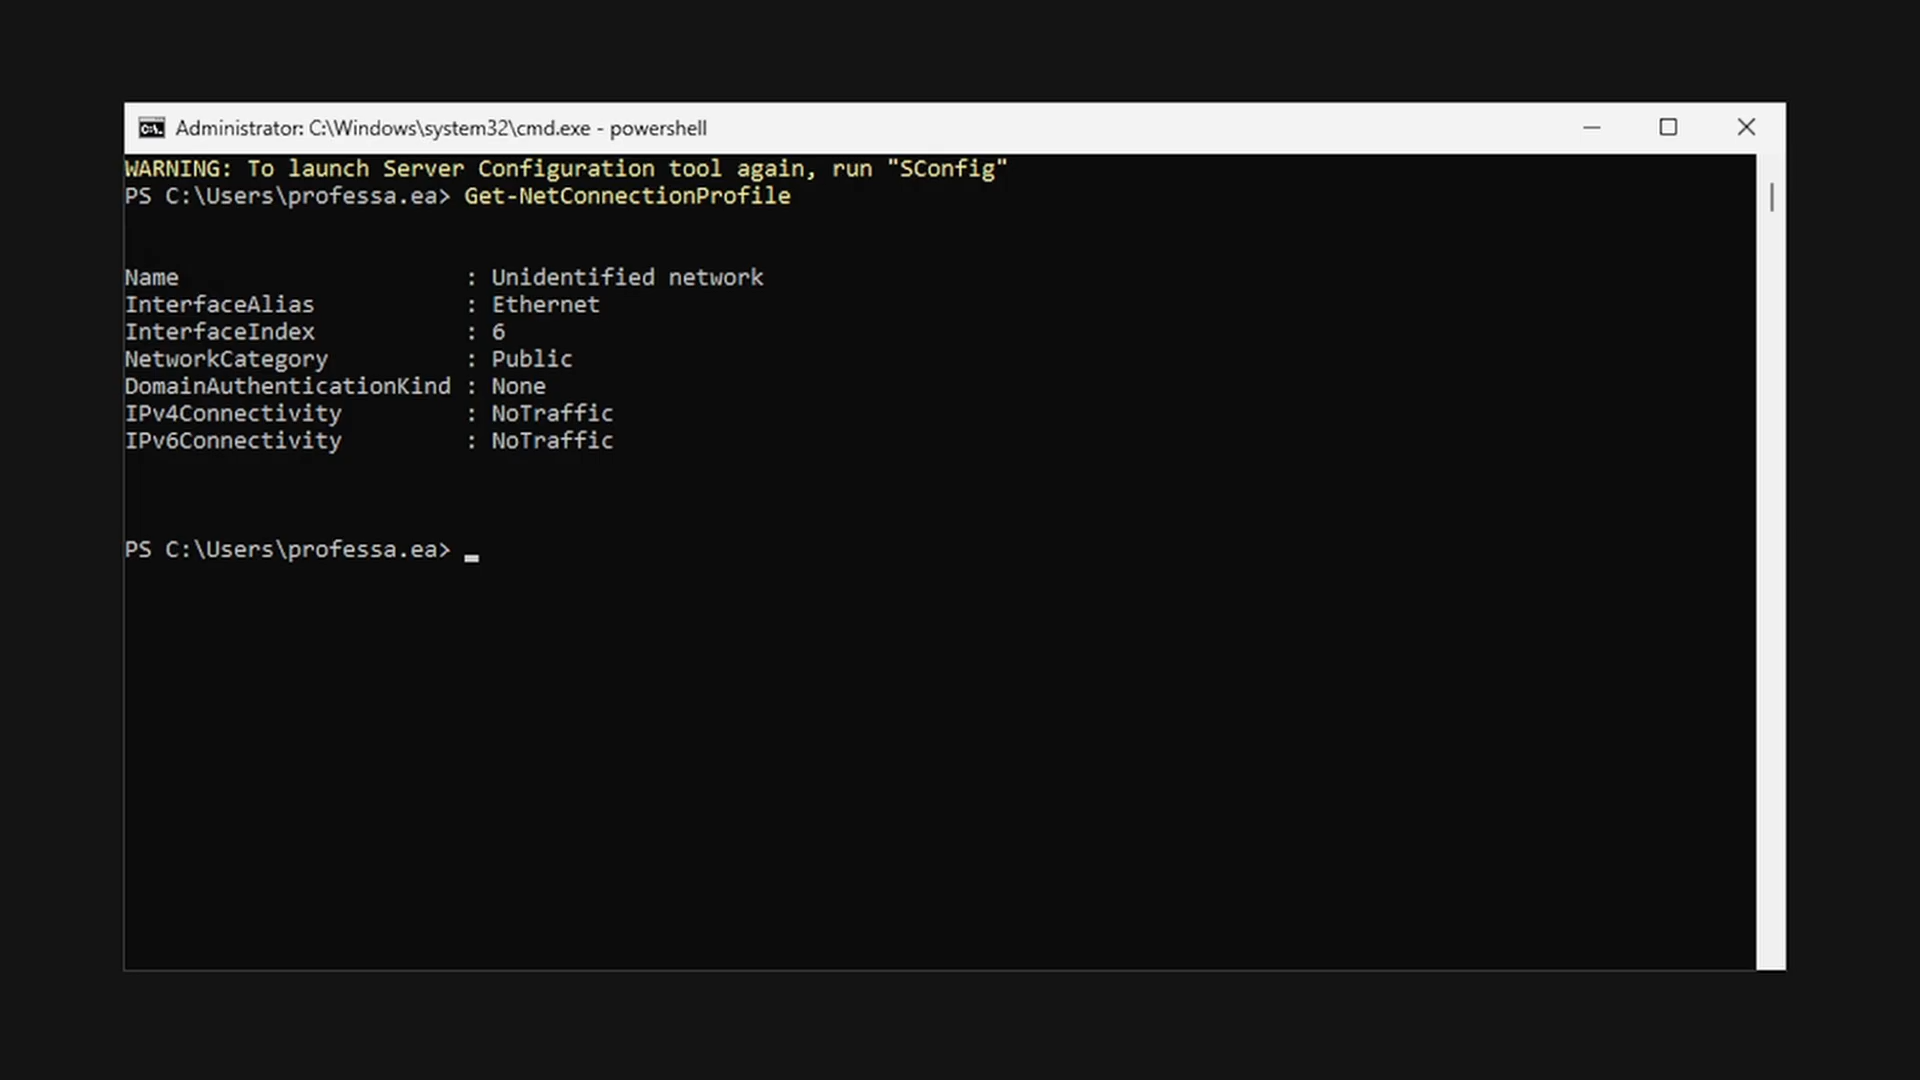 Administrator: C:\Windows\system32\cmd.exe - powershell
WARNING: To launch Server Configuration tool again, run "SConfig"
PS C:\Users\professa.ea> Get-NetConnectionProfile
Name                     : Unidentified network
InterfaceAlias           : Ethernet
InterfaceIndex           : 6
NetworkCategory          : Public
DomainAuthenticationKind : None
IPv4Connectivity         : NoTraffic
IPv6Connectivity         : NoTraffic
PS C:\Users\professa.ea>